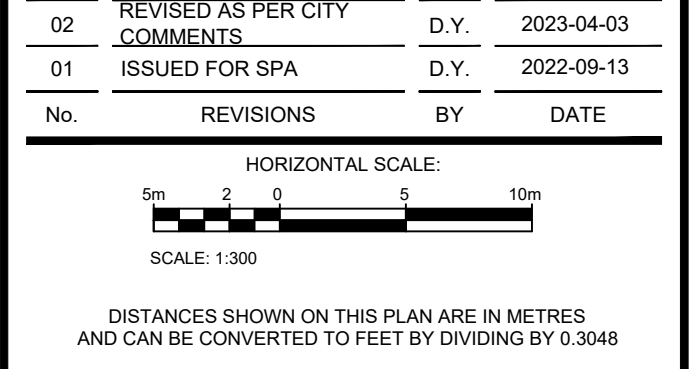 02 REVISED AS PER CITY COMMENTS D.Y. 2023-04-03
01 ISSUED FOR SPA D.Y. 2022-09-13
No. REVISIONS BY DATE
HORIZONTAL SCALE:
5m 2 0 5 10m
SCALE: 1:300
DISTANCES SHOWN ON THIS PLAN ARE IN METRES
AND CAN BE CONVERTED TO FEET BY DIVIDING BY 0.3048